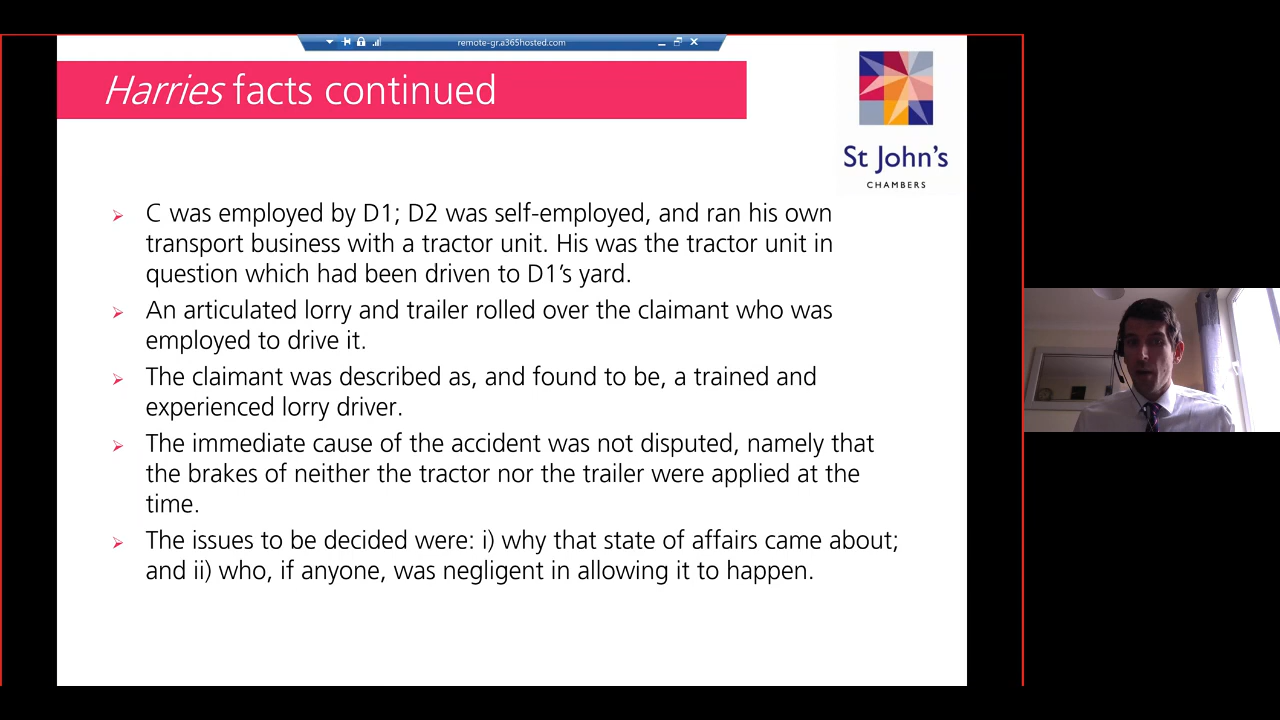 remote-gr.a365hosted.com
Harries facts continued
St John's
CHAMBERS
C was employed by D1; D2 was self-employed, and ran his own
transport business with a tractor unit. His was the tractor unit in
question which had been driven to D1’s yard.
An articulated lorry and trailer rolled over the claimant who was
employed to drive it.
The claimant was described as, and found to be, a trained and
experienced lorry driver.
The immediate cause of the accident was not disputed, namely that
the brakes of neither the tractor nor the trailer were applied at the
time.
The issues to be decided were: i) why that state of affairs came about;
and ii) who, if anyone, was negligent in allowing it to happen.